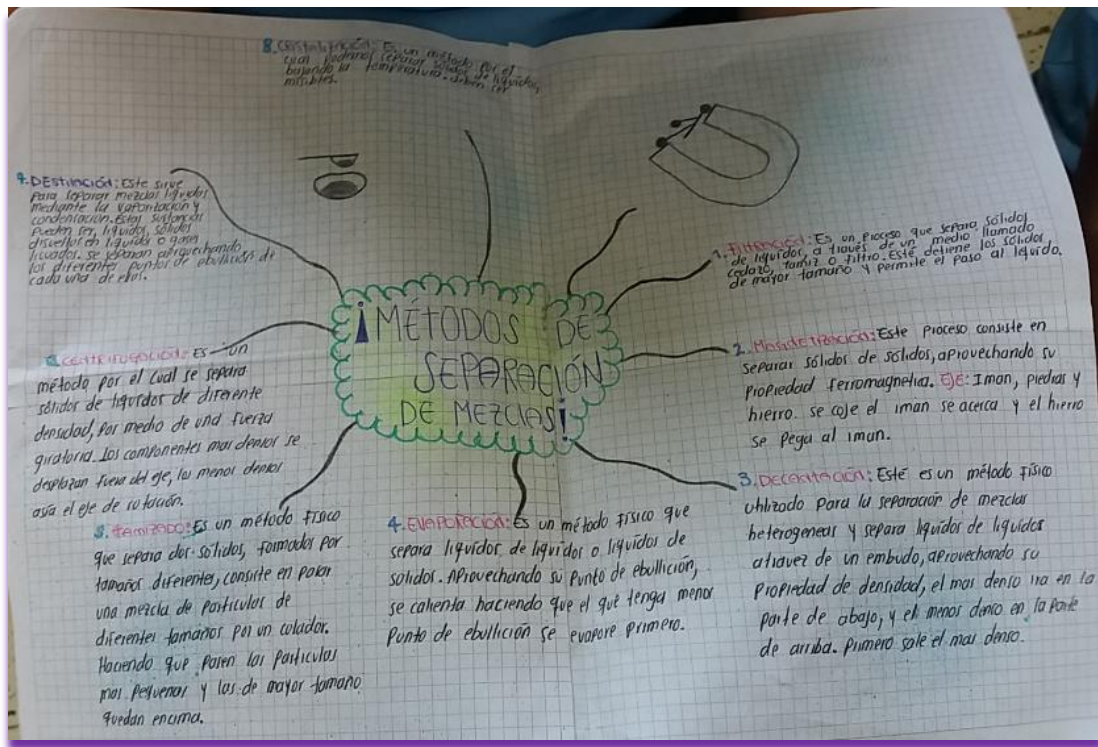 ¡MÉTODOS DE
SEPARACIÓN
DE MEZCLAS!
1. Filtración: Es un proceso que separa sólidos
de líquidos, a través de un medio llamado
cedazo, tamiz o filtro. Esté detiene los sólidos
de mayor tamaño y permite el paso al líquido.
2. Este proceso consiste en
separar sólidos de solidos, aprovechando su
propiedad ferromagnetica. EJE: Iman, piedras y
hierro. se coje el iman se acerca y el hierro
se pega al iman.
3. Decantación: Esté es un método físico
utilizado para la separación de mezclas
heterogeneas y separa líquidos de líquidos
atravez de un embudo, aprovechando su
propiedad de densidad, el mas denso ira en la
parte de abajo, y el menos denso en la parte
de arriba. Primero sale el mas denso.
4. Evaporación: Es un método físico que
separa líquidos de líquidos o líquidos de
solidos. Aprovechando su punto de ebullición,
se calienta haciendo que el que tenga menor
punto de ebullición se evapore primero.
5. tamizado: Es un método físico
que separa dos solidos, formados por
tamaños diferentes, consiste en pasar
una mezcla de particulas de
diferentes tamaños por un colador.
Haciendo que pasen las particulas
mas pequeñas y las de mayor tamaño
quedan encima.
centrifugación: Es un
método por el cual se separa
sólidos de líquidos de diferente
densidad, por medio de una fuerza
giratoria. Los componentes mas densos se
desplazan fuera del eje, los menos densos
asía el eje de rotación.
7. Destilación: Este sirve
para separar mezclas líquidas
mediante la vaporización y
condensación. Estas sustancias
pueden ser, líquidos, sólidos
disueltos en líquidos o gases
licuados. se separan aprovechando
los diferentes puntos de ebullición de
cada una de ellas.
8. Cristalización: Es un método por el
cual podemos separar sólidos de líquidos,
bajando la temperatura. deben ser
misibles.